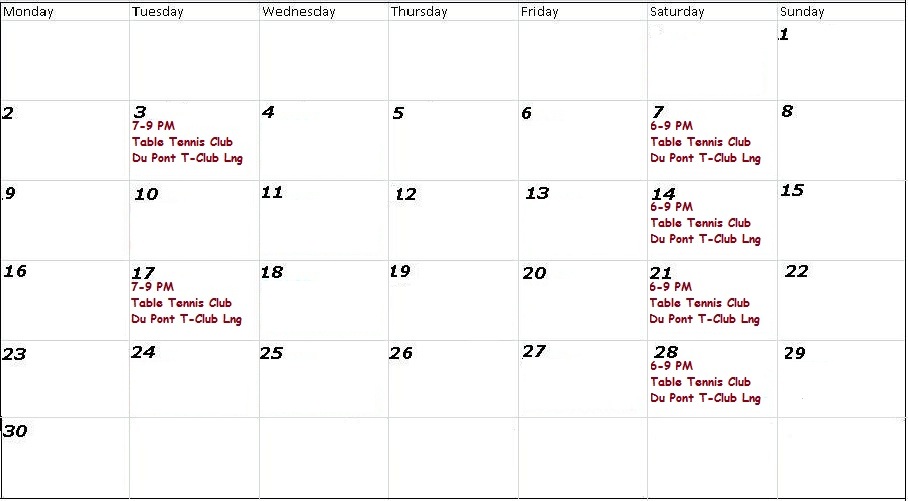 Monday Tuesday Wednesday Thursday Friday Saturday Sunday
1
2 3 4 5 6 7 8
7-9 PM 6-9 PM
Table Tennis Club Table Tennis Club
Du Pont T-Club Lng Du Pont T-Club Lng
9 10 11 12 13 14 15
6-9 PM
Table Tennis Club
Du Pont T-Club Lng
16 17 18 19 20 21 22
7-9 PM 6-9 PM
Table Tennis Club Table Tennis Club
Du Pont T-Club Lng Du Pont T-Club Lng
23 24 25 26 27 28 29
6-9 PM
Table Tennis Club
Du Pont T-Club Lng
30